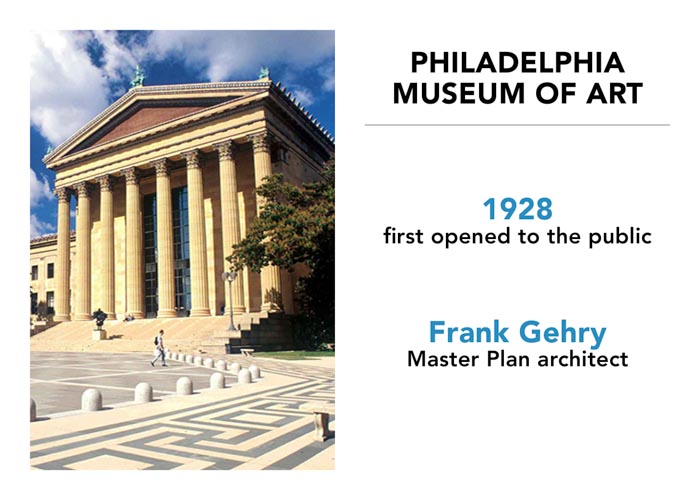 PHILADELPHIA
MUSEUM OF ART
1928
first opened to the public
Frank Gehry
Master Plan architect